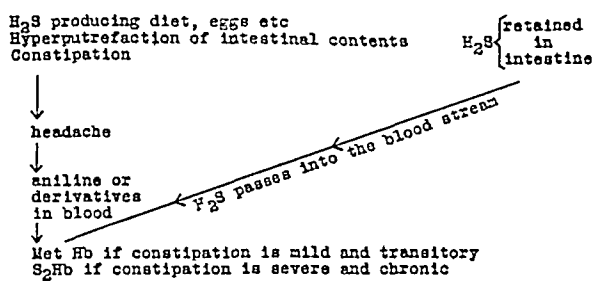 H₂S producing diet, eggs etc
Hyperputrefaction of intestinal contents
Constipation
H₂S { retained
in
intestine
headache
H₂S passes into the blood stream
aniline or
derivatives
in blood
Met Hb if constipation is mild and transitory
S₂Hb if constipation is severe and chronic